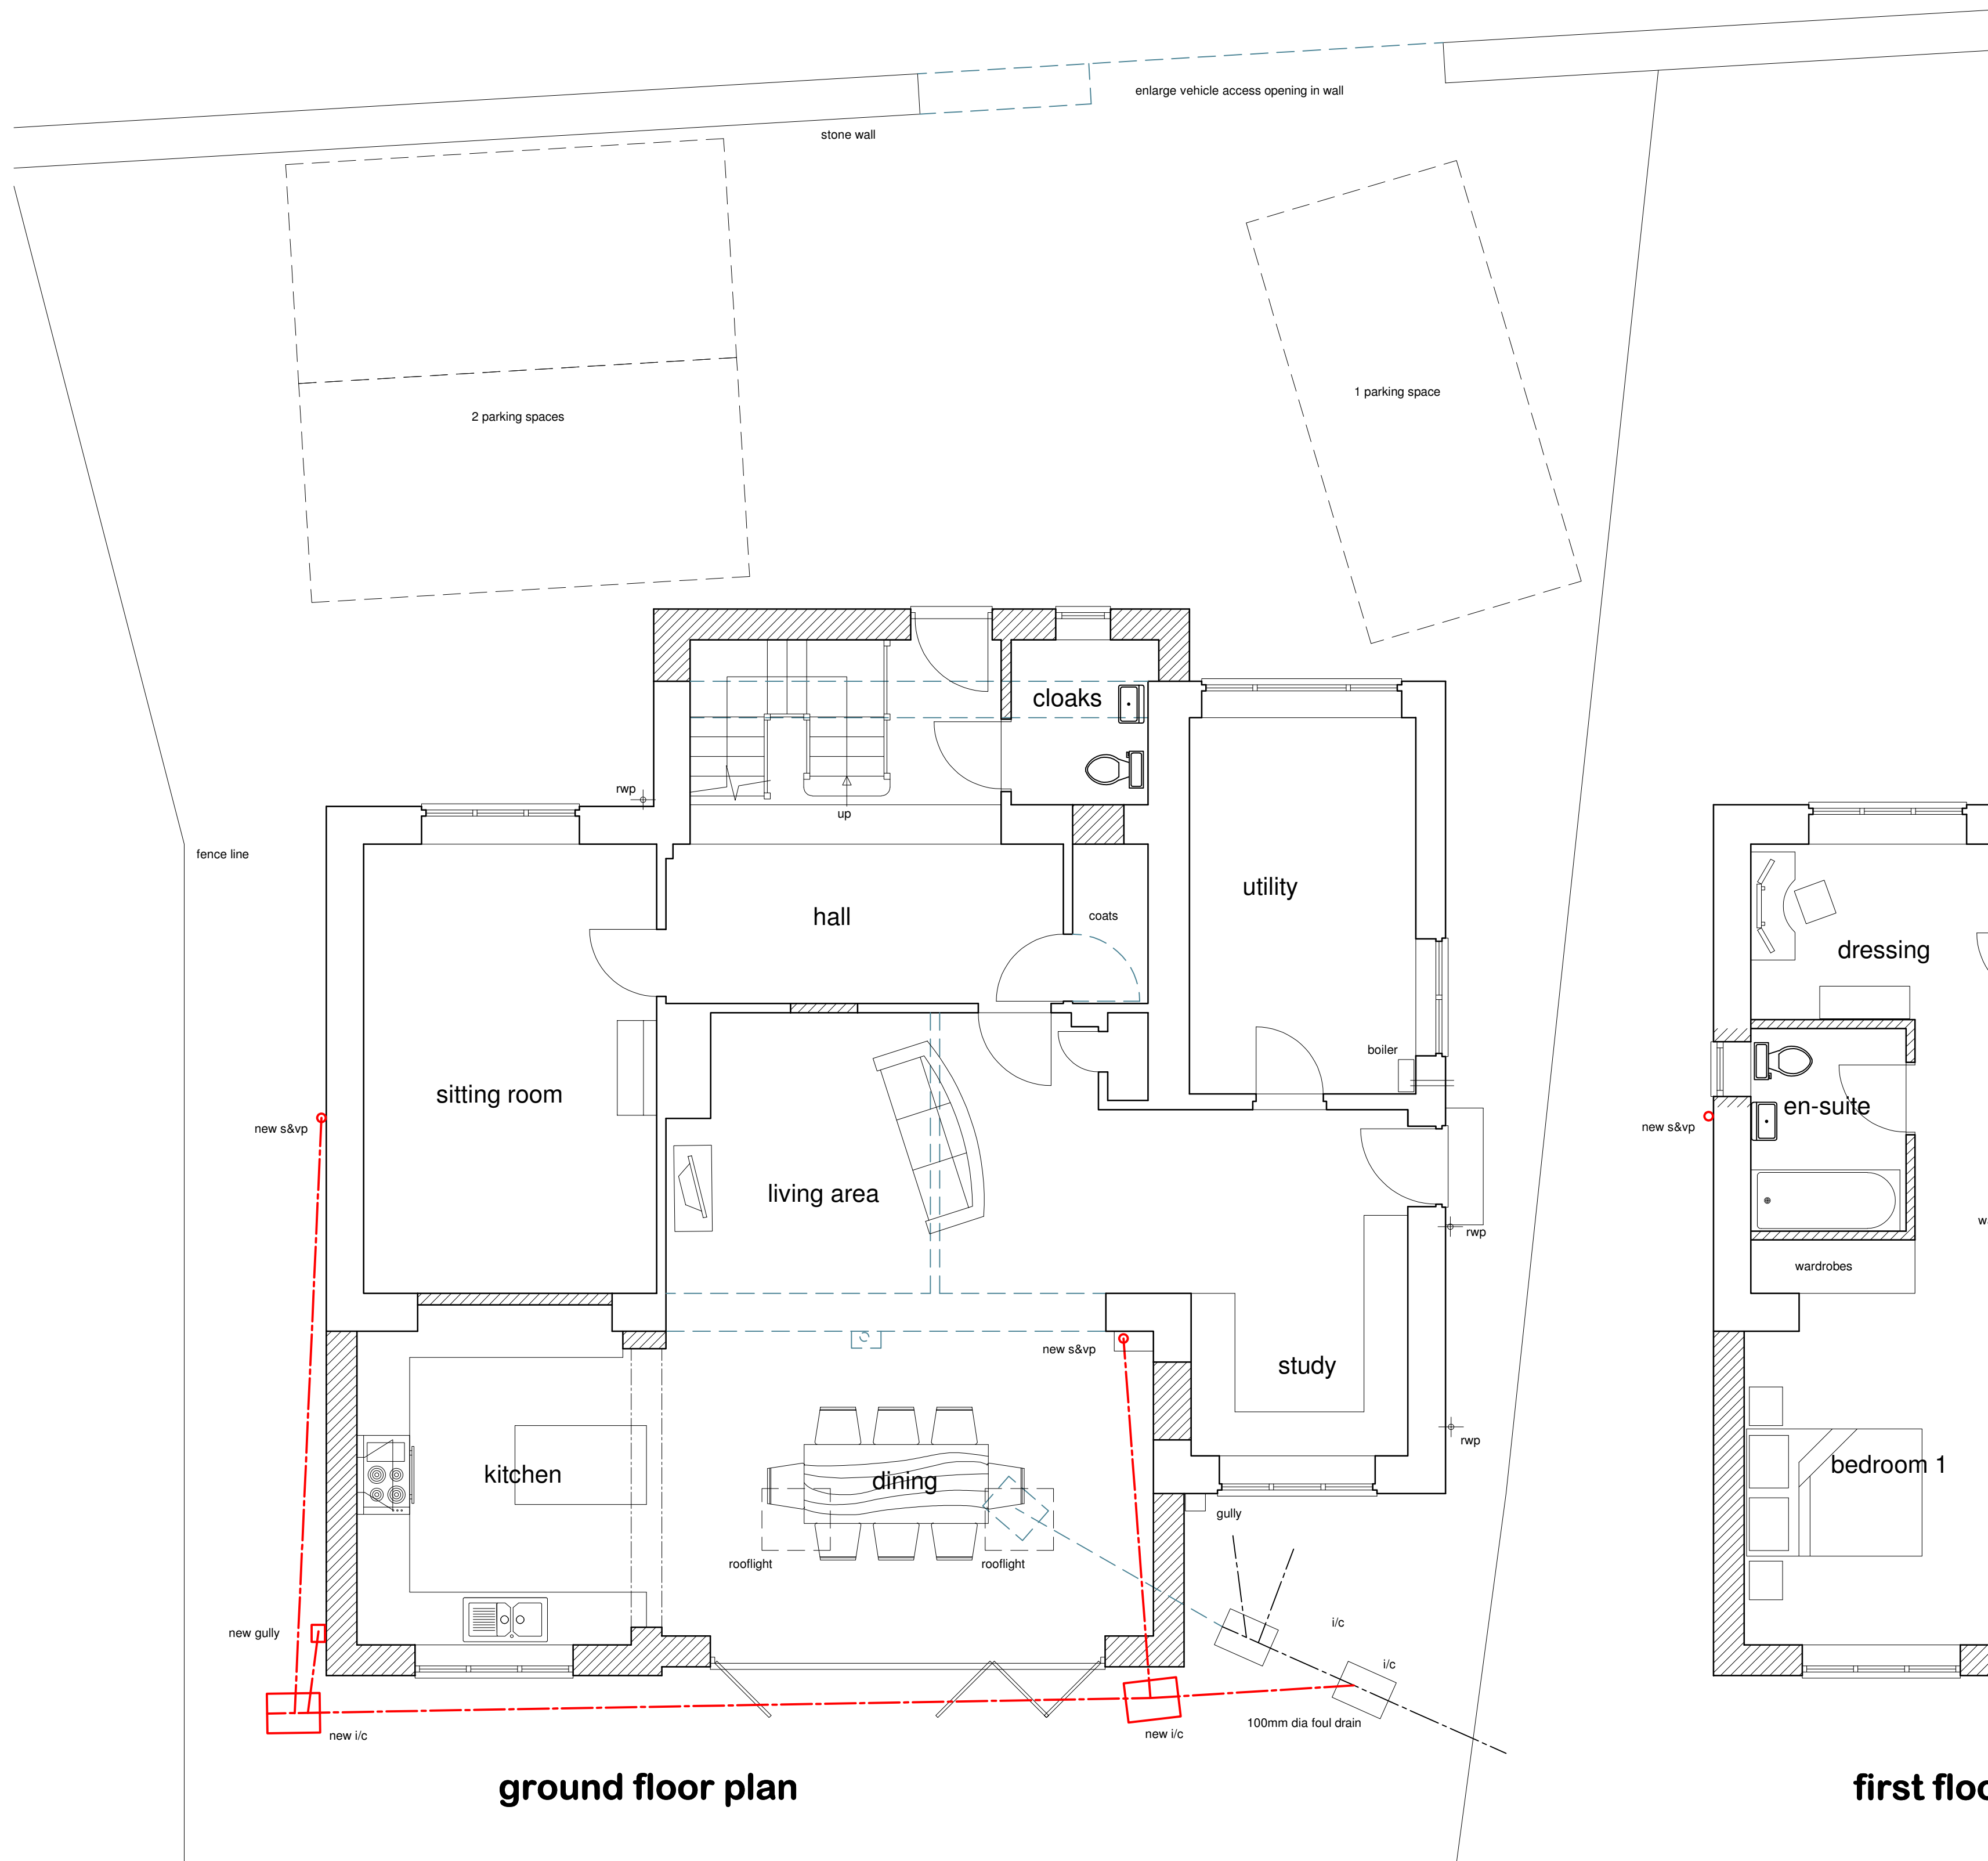 enlarge vehicle access opening in wall
stone wall
1 parking space
2 parking spaces
cloaks
rwp
up
fence line
utility
hall
coats
dressing
boiler
sitting room
en-suite
new s&vp
new s&vp
living area
rwp
wardrobes
new s&vp
study
rwp
kitchen
dining
bedroom 1
gully
rooflight
rooflight
i/c
new gully
i/c
100mm dia foul drain
new i/c
new i/c
ground floor plan